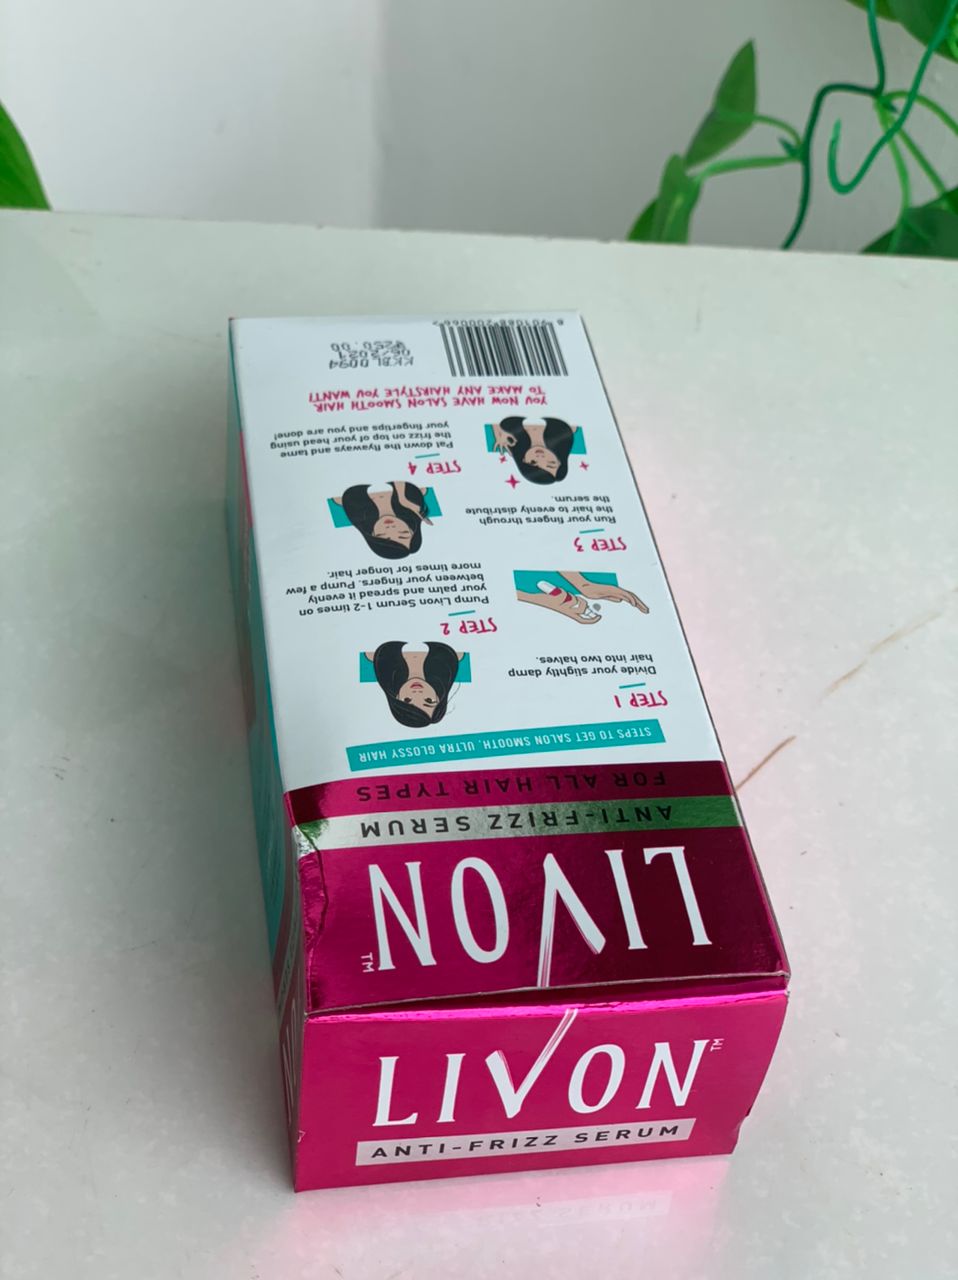 LIVON™
ANTI-FRIZZ SERUM
LIVON™
ANTI-FRIZZ SERUM
FOR ALL HAIR TYPES
STEPS TO GET SALON SMOOTH, ULTRA GLOSSY HAIR
STEP 1
Divide your slightly damp
hair into two halves.
STEP 2
Pump Livon Serum 1-2 times on
your palm and spread it evenly
between your fingers. Pump a few
more times for longer hair.
STEP 3
Run your fingers through
the hair to evenly distribute
the serum.
STEP 4
Pat down the flyaways and tame
the frizz on top of your head using
your fingertips and you are done!
YOU NOW HAVE SALON SMOOTH HAIR
TO MAKE ANY HAIRSTYLE YOU WANT!
KKBL0094
06/2021
₹250.00